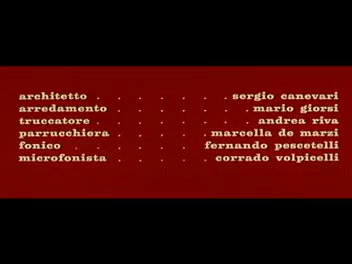 architetto . . . . . . . sergio canevari
arredamento . . . . . . mario giorsi
truccatore . . . . . . . andrea riva
parrucchiera . . . . . marcella de marzi
fonico . . . . . . fernando pescetelli
microfonista . . . . . corrado volpicelli